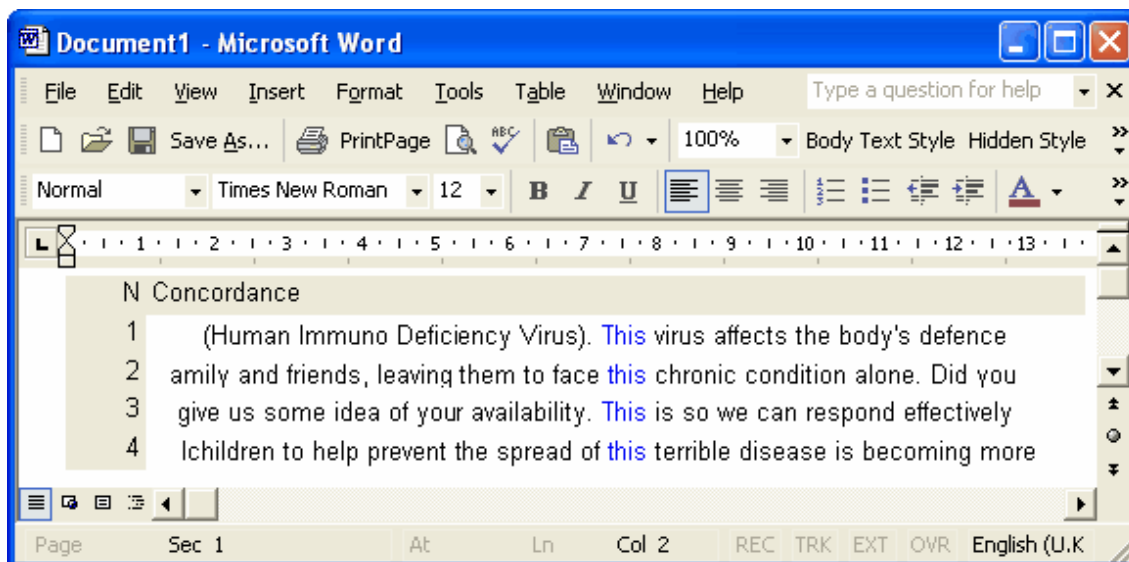 Document1 - Microsoft Word
File Edit View Insert Format Tools Table Window Help Type a question for help
Save As... PrintPage ABC 100% Body Text Style Hidden Style
Normal Times New Roman 12 B I U A
1 2 3 4 5 6 7 8 9 10 11 12 13
N Concordance
1 (Human Immuno Deficiency Virus). This virus affects the body's defence
2 amily and friends, leaving them to face this chronic condition alone. Did you
3 give us some idea of your availability. This is so we can respond effectively
4 lchildren to help prevent the spread of this terrible disease is becoming more
Page Sec 1 At Ln Col 2 REC TRK EXT OVR English (U.K